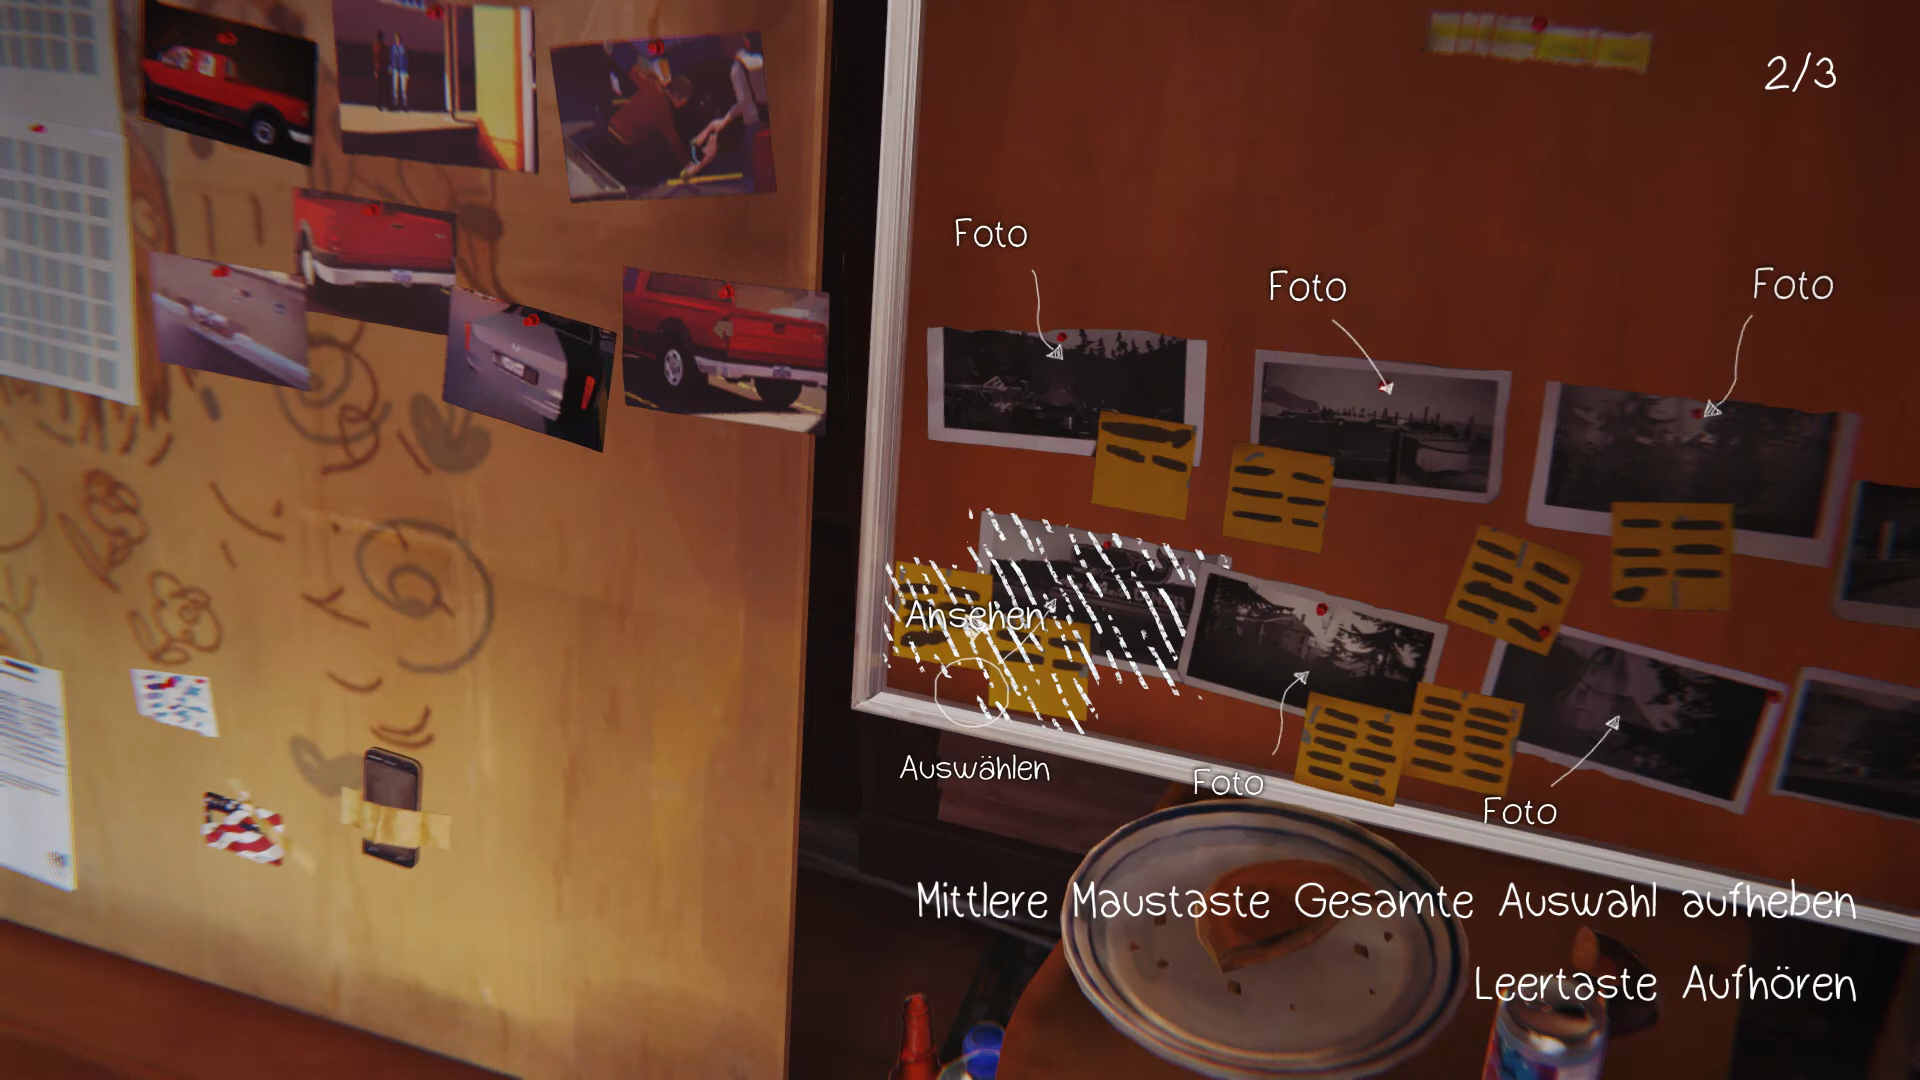 2/3
Foto
Foto
Foto
Ansehen
Auswählen
Foto
Foto
Mittlere Maustaste Gesamte Auswahl aufheben
Leertaste Aufhören